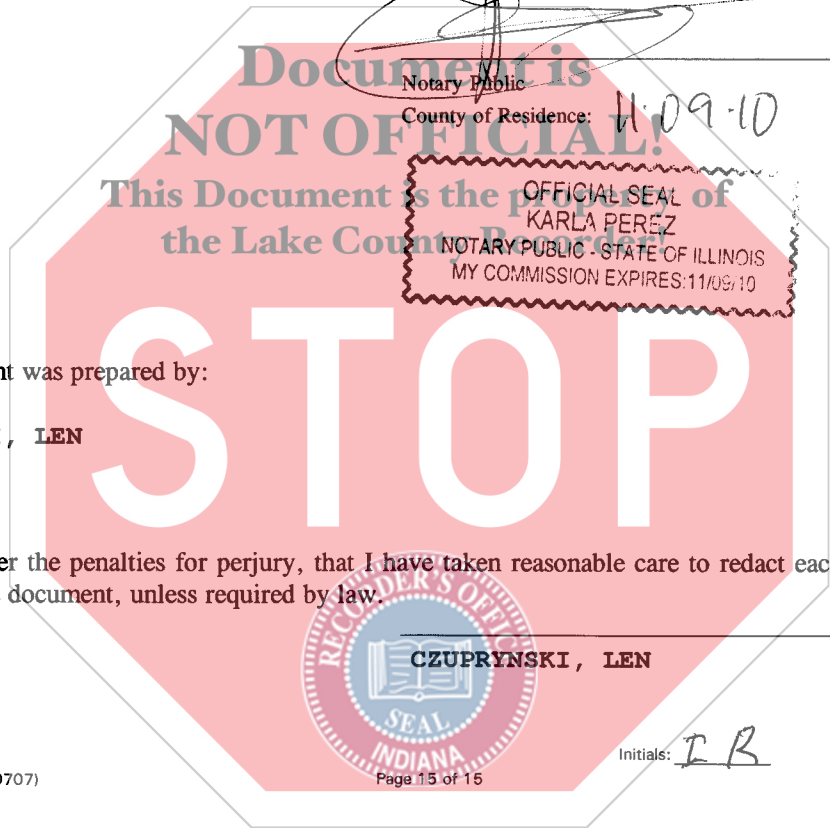 Document is
NOT OFFICIAL!
This Document is the property of
the Lake County Recorder!
Notary Public
County of Residence: 11.09.10
OFFICIAL SEAL
KARLA PEREZ
NOTARY PUBLIC - STATE OF ILLINOIS
MY COMMISSION EXPIRES:11/09/10
STOP
nt was prepared by:
, LEN
er the penalties for perjury, that I have taken reasonable care to redact eac
document, unless required by law.
CZUPRYNSKI, LEN
RECORDER'S OFFICE
SEAL
INDIANA
Initials: I B
0707)
Page 15 of 15